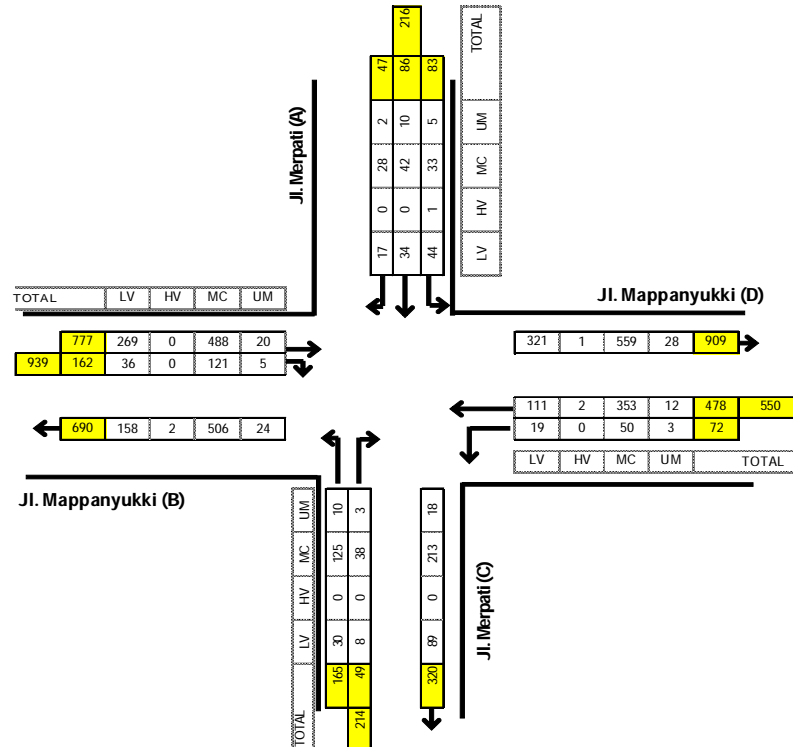 216
47 86 83 TOTAL
2 10 5 UM
28 42 33 MC
0 0 1 HV
17 34 44 LV
Jl. Merpati (A)
TOTAL LV HV MC UM
Jl. Mappanyukki (D)
777 269 0 488 20
939 162 36 0 121 5
321 1 559 28 909
690 158 2 506 24
111 2 353 12 478 550
19 0 50 3 72
LV HV MC UM TOTAL
Jl. Mappanyukki (B)
UM 10 3 18
MC 125 38 213
HV 0 0 0
LV 30 8 89
TOTAL 165 49 320
214
Jl. Merpati (C)